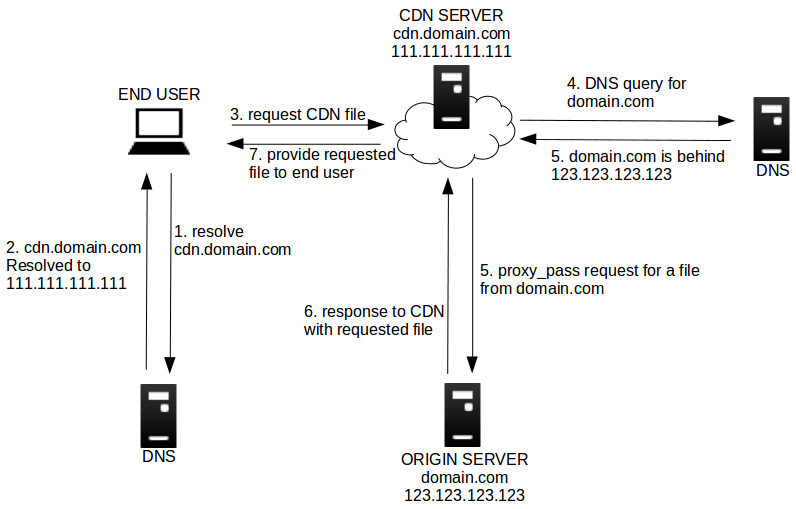 CDN SERVER
cdn.domain.com
111.111.111.111
END USER
3. request CDN file
4. DNS query for
domain.com
7. provide requested
file to end user
5. domain.com is behind
123.123.123.123
DNS
1. resolve
cdn.domain.com
2. cdn.domain.com
Resolved to
111.111.111.111
5. proxy_pass request for a file
from domain.com
6. response to CDN
with requested file
DNS
ORIGIN SERVER
domain.com
123.123.123.123